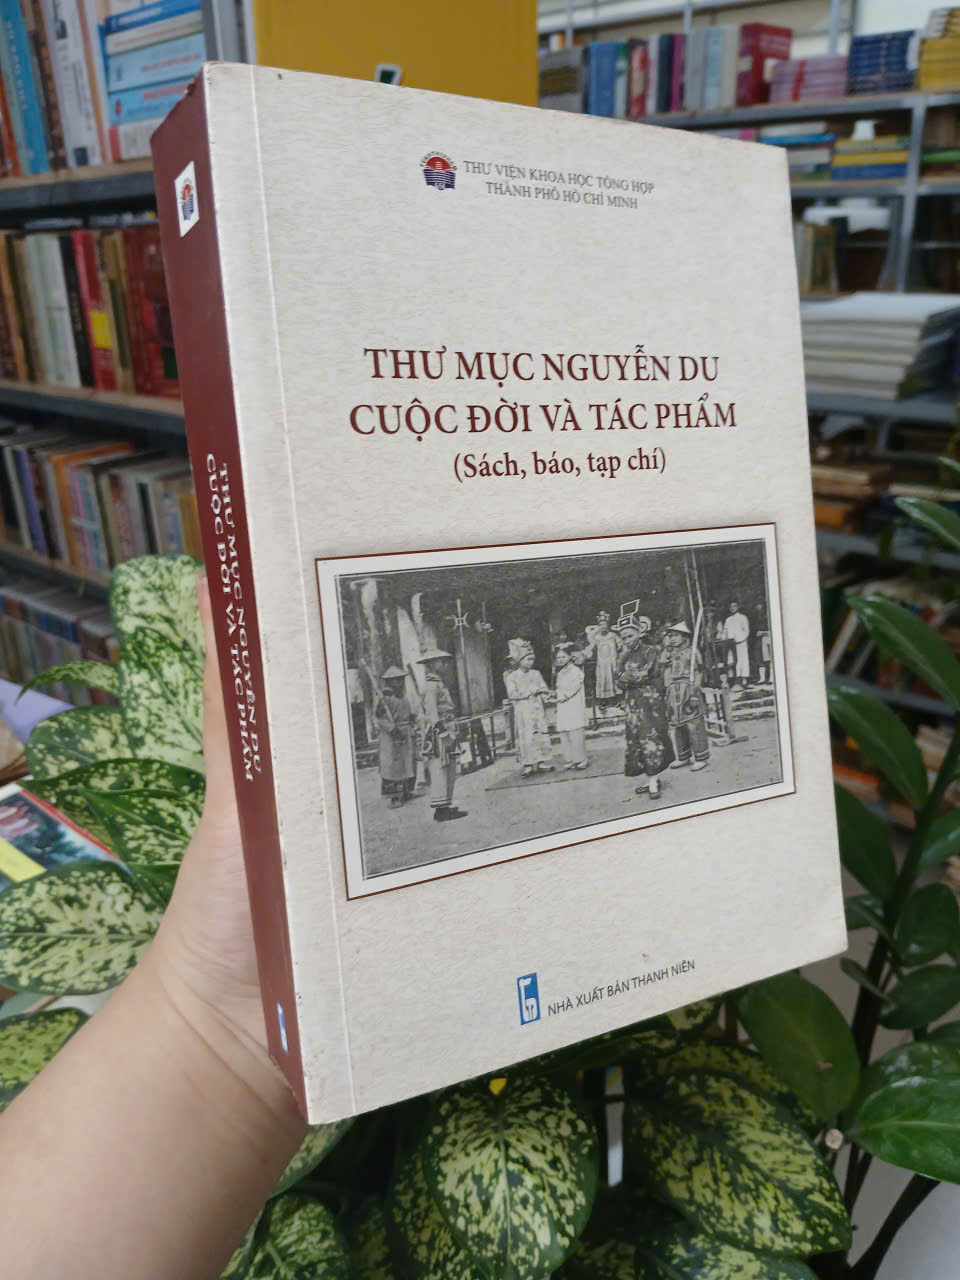 THƯ VIỆN KHOA HỌC TỔNG HỢP
THÀNH PHỐ HỒ CHÍ MINH
THƯ MỤC NGUYỄN DU
CUỘC ĐỜI VÀ TÁC PHẨM
(Sách, báo, tạp chí)
NHÀ XUẤT BẢN THANH NIÊN
THƯ MỤC NGUYỄN DU
CUỘC ĐỜI VÀ TÁC PHẨM